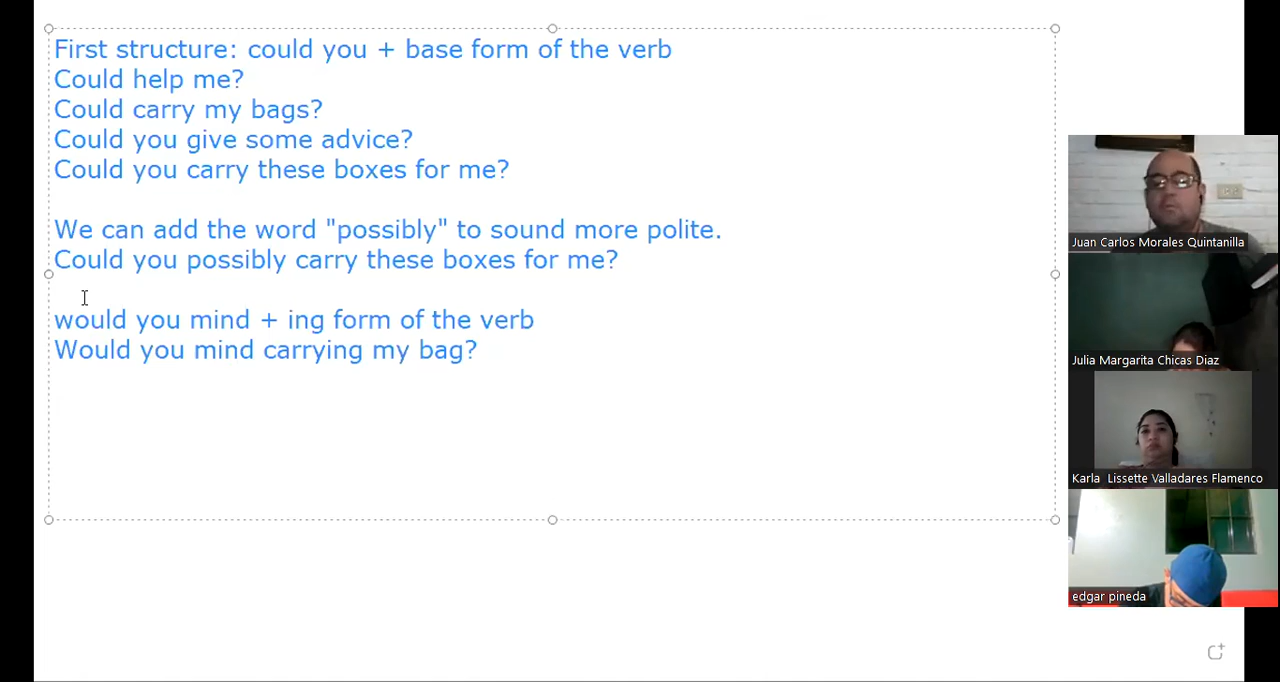 First structure: could you + base form of the verb
Could help me?
Could carry my bags?
Could you give some advice?
Could you carry these boxes for me?
We can add the word "possibly" to sound more polite.
Could you possibly carry these boxes for me?
would you mind + ing form of the verb
Would you mind carrying my bag?
Juan Carlos Morales Quintanilla
Julia Margarita Chicas Diaz
Karla Lissette Valladares Flamenco
edgar pineda